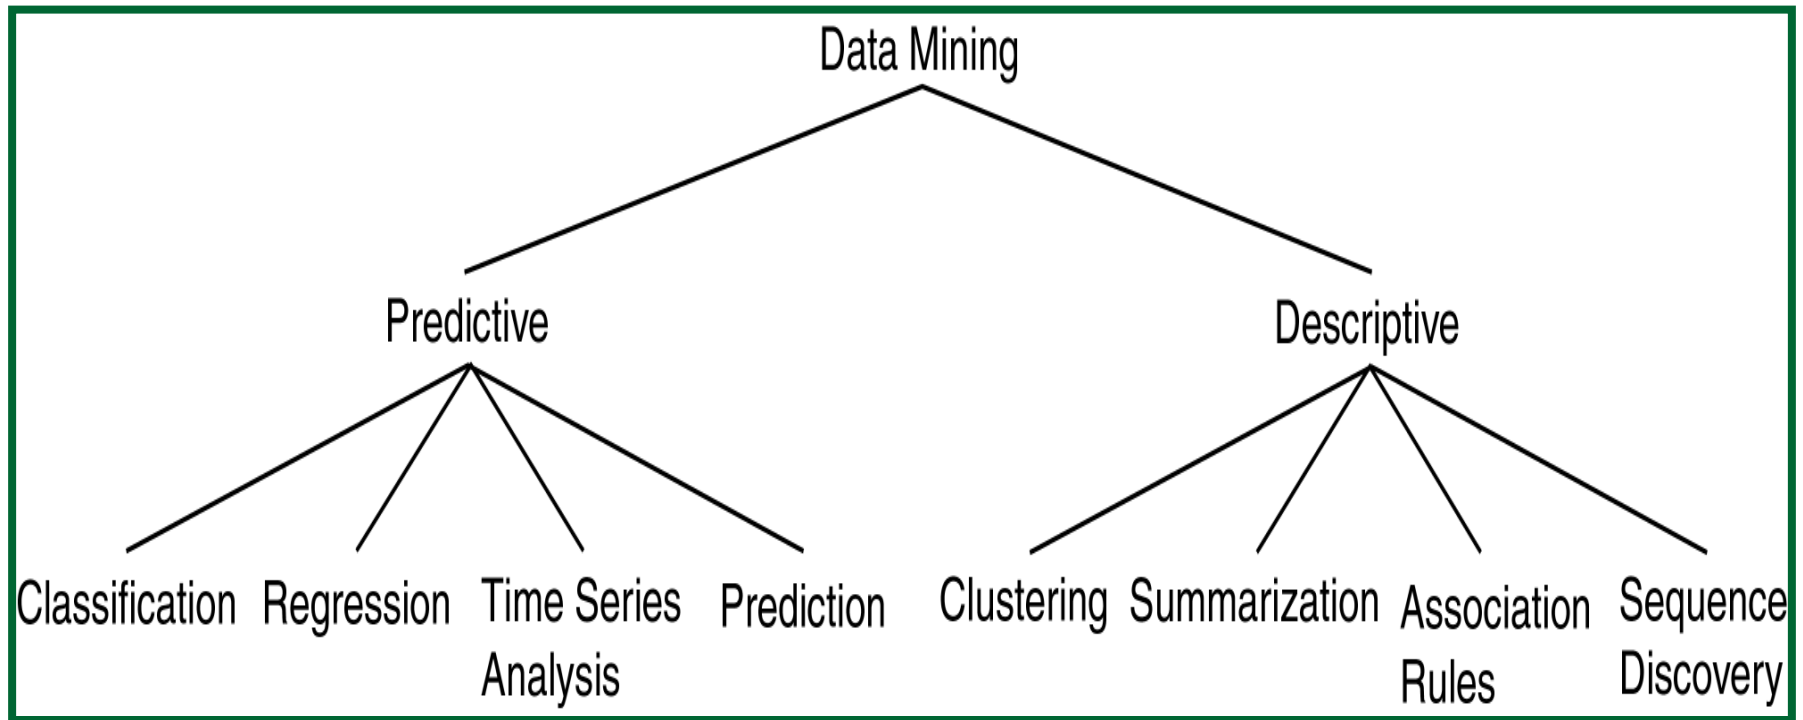 Data Mining
Predictive
Descriptive
Classification
Regression
Time Series
Analysis
Prediction
Clustering
Summarization
Association
Rules
Sequence
Discovery